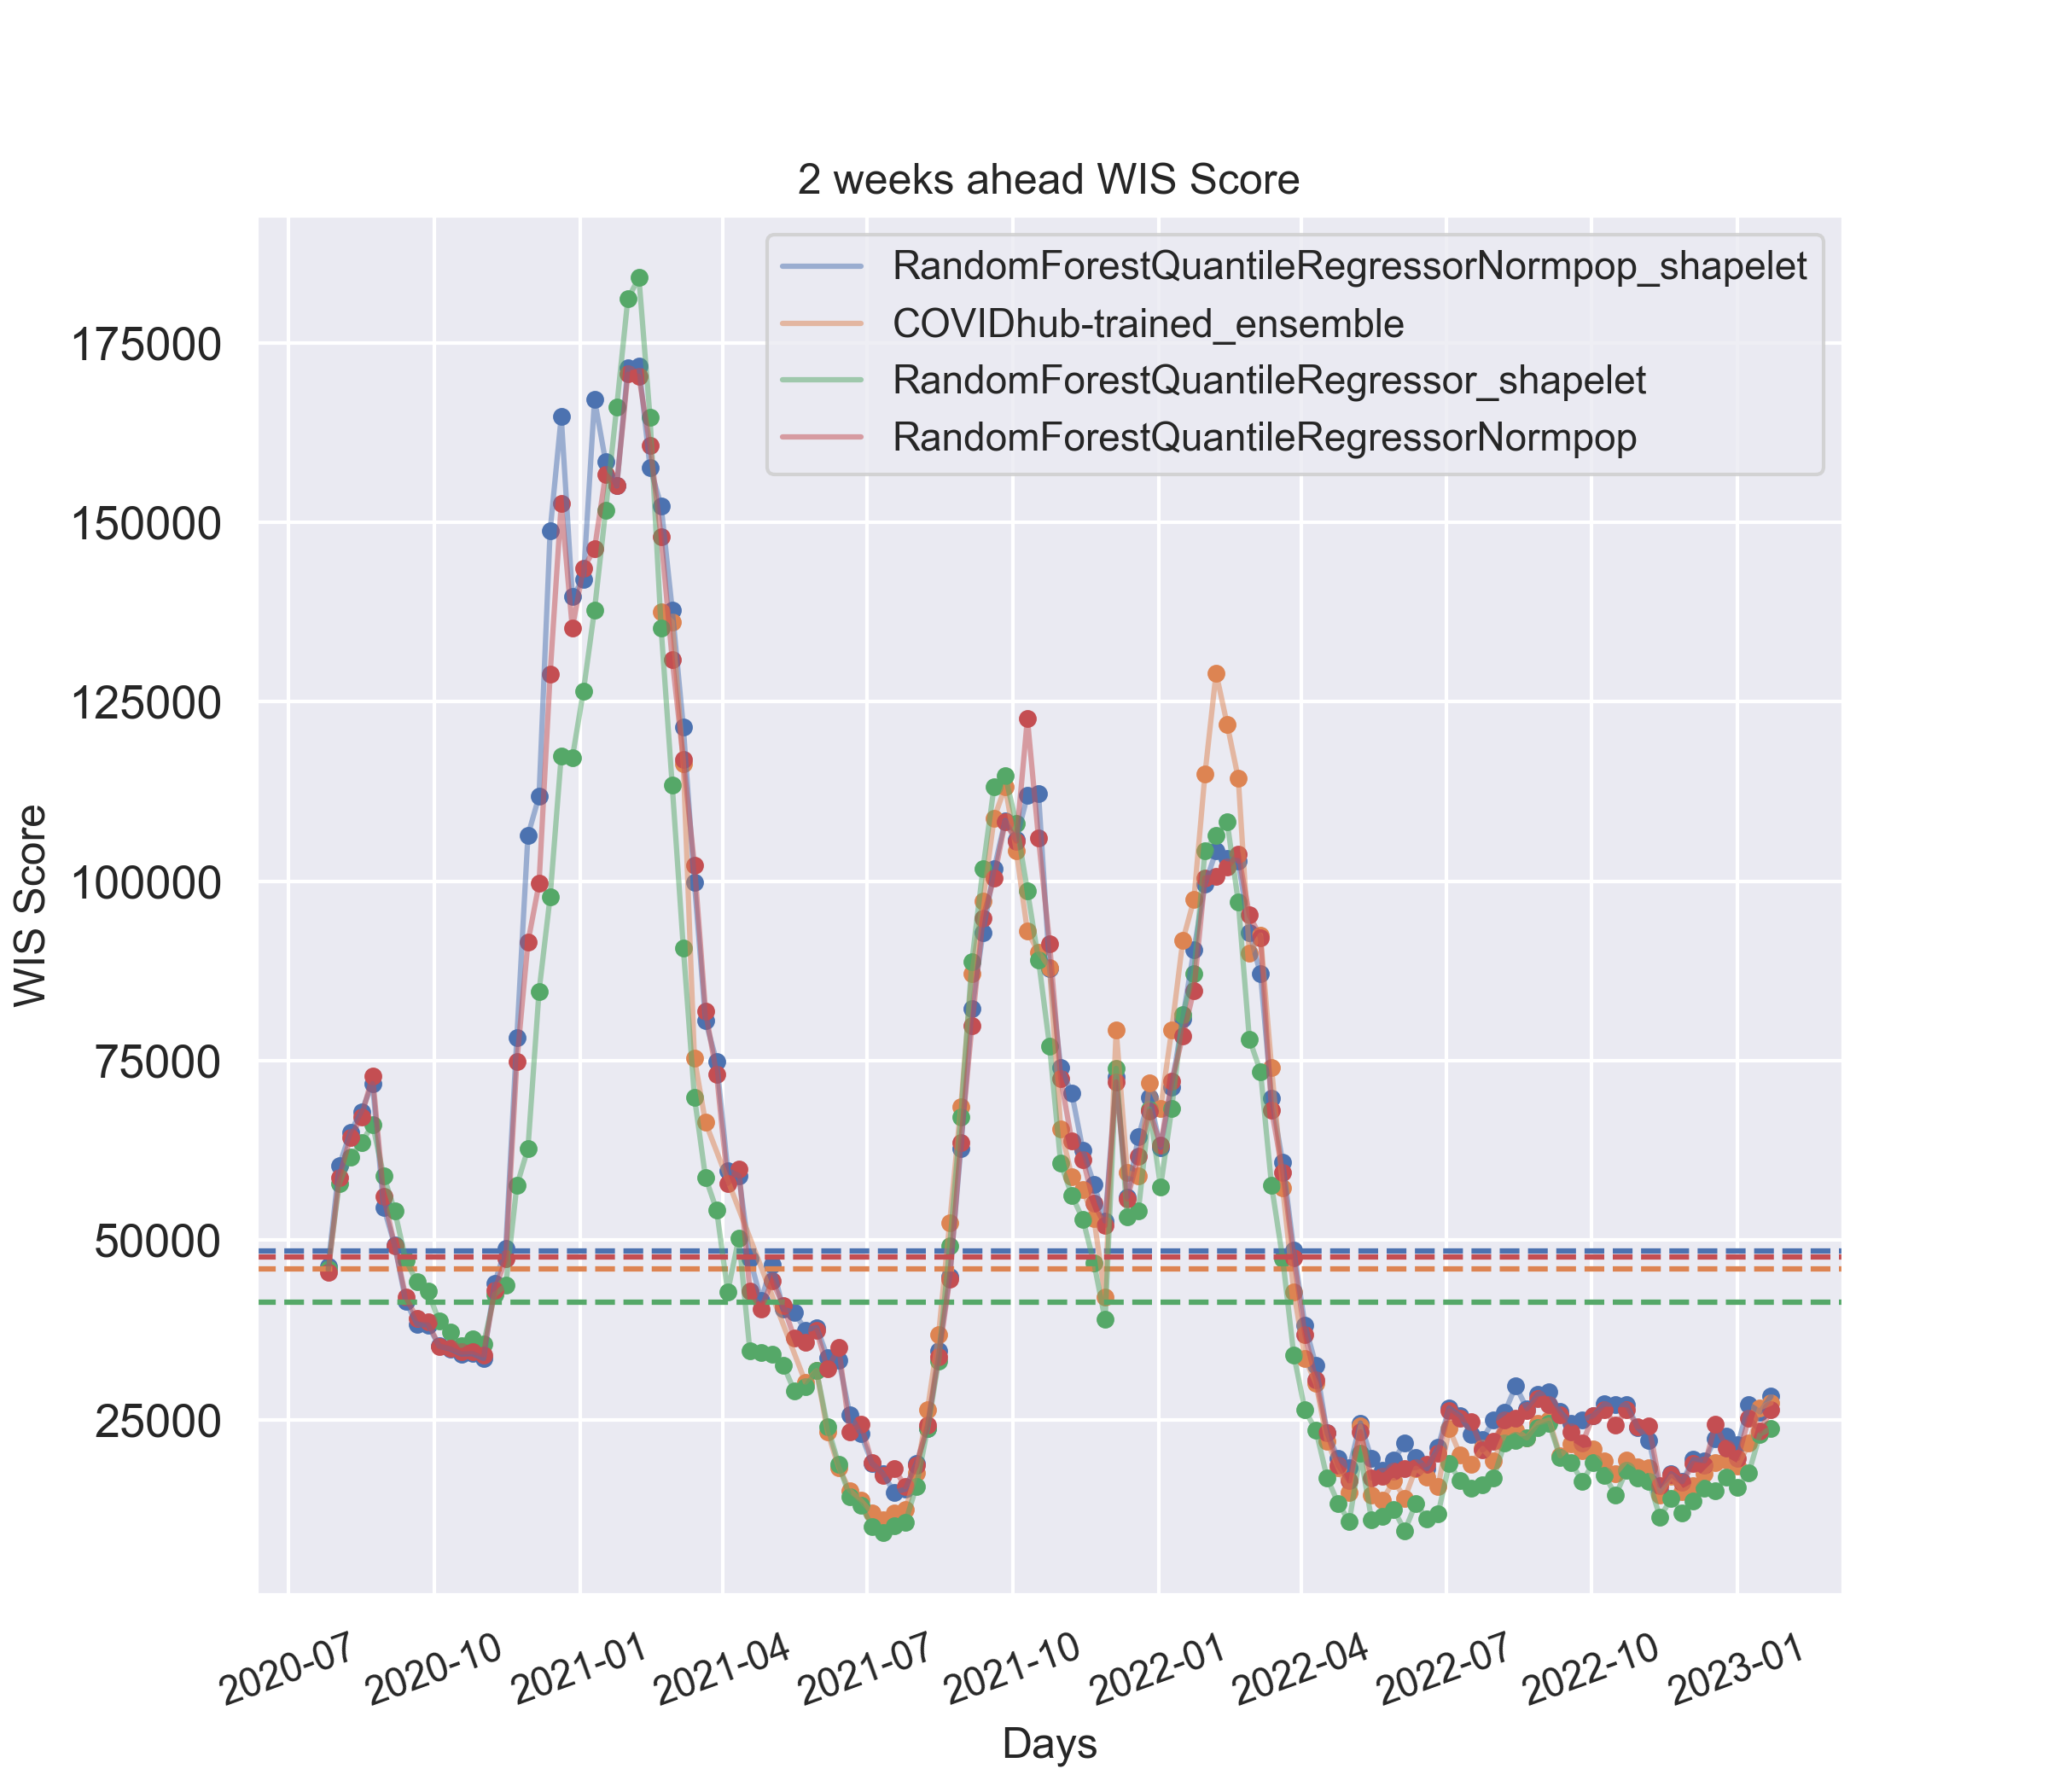 2 weeks ahead WIS Score
RandomForestQuantileRegressorNormpop_shapelet
COVIDhub-trained_ensemble
RandomForestQuantileRegressor_shapelet
RandomForestQuantileRegressorNormpop
175000
150000
125000
100000
75000
50000
25000
WIS Score
2020-07
2020-10
2021-01
2021-04
2021-07
2021-10
2022-01
2022-04
2022-07
2022-10
2023-01
Days